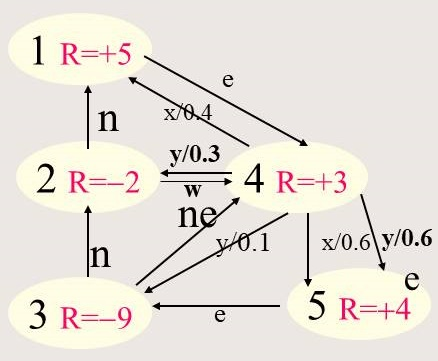 1 R=+5
e
x/0.4
n
y/0.3
2 R=−2
w
4 R=+3
ne
y/0.1
x/0.6
y/0.6
n
e
3 R=−9
e
5 R=+4